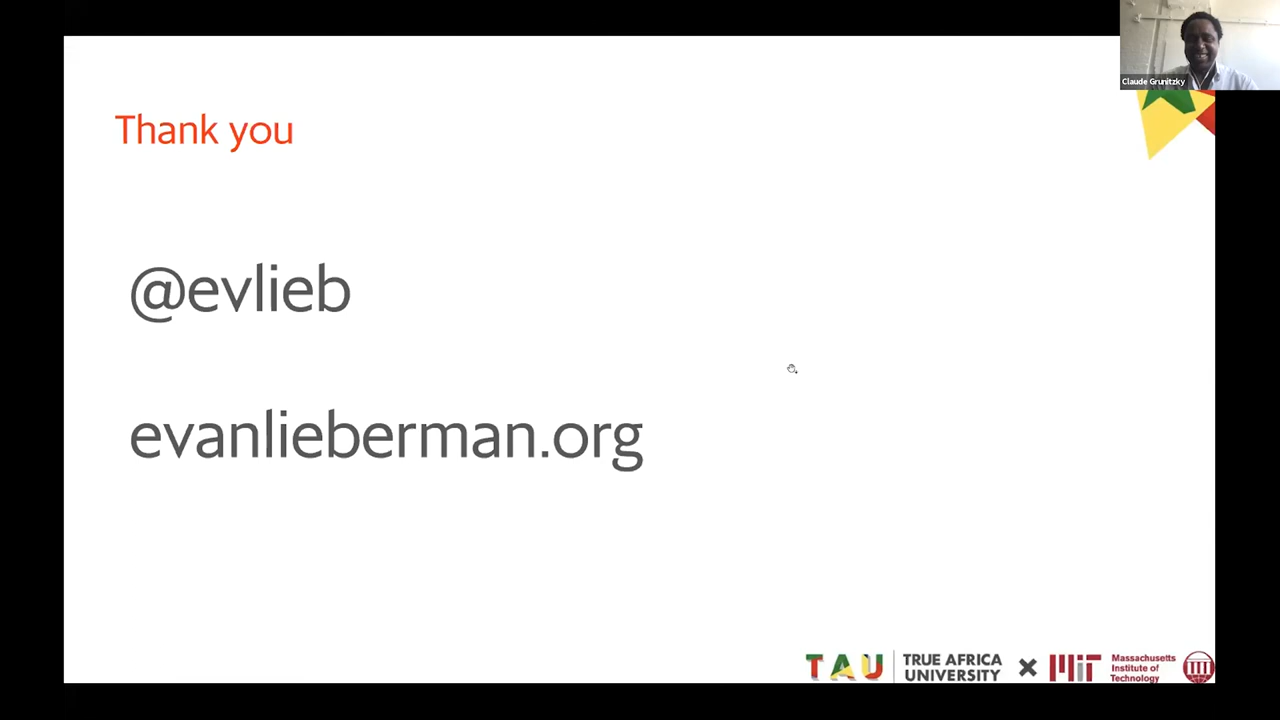 Claude Grunitzky
Thank you
@evlieb
evanlieberman.org
TAU
TRUE AFRICA
UNIVERSITY
MIT
Massachusetts
Institute of
Technology